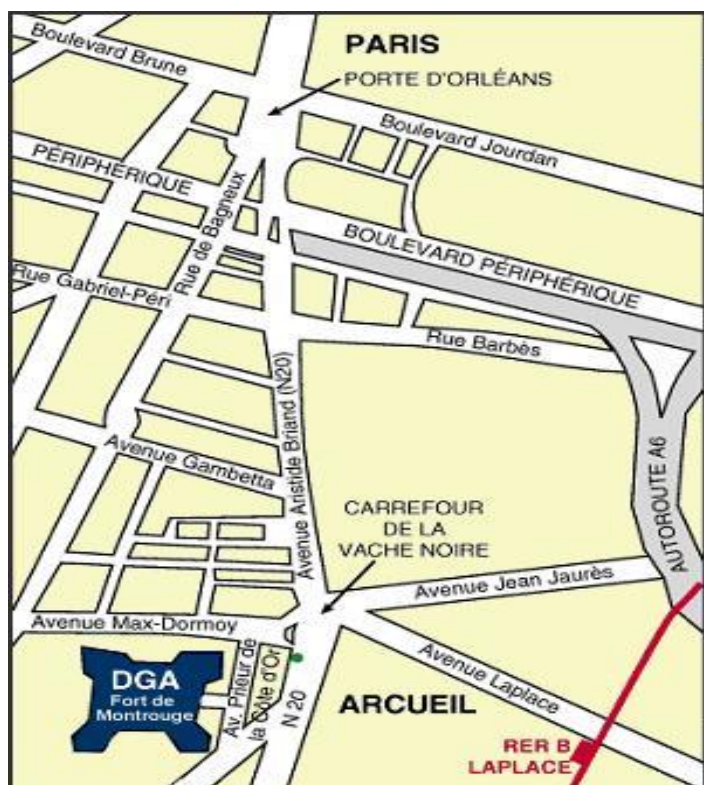 Boulevard Brune
PARIS
PORTE D'ORLÉANS
Boulevard Jourdan
PÉRIPHÉRIQUE
Rue de Bagneux
BOULEVARD PÉRIPHÉRIQUE
Rue Gabriel-Péri
Rue Barbès
Avenue Aristide Briand (N20)
Avenue Gambetta
AUTOROUTE A6
CARREFOUR
DE LA
VACHE NOIRE
Avenue Jean Jaurès
Avenue Max-Dormoy
Avenue Laplace
DGA
Fort de
Montrouge
Av. Prieur de
la Côte d'Or
N 20
ARCUEIL
RER B
LAPLACE